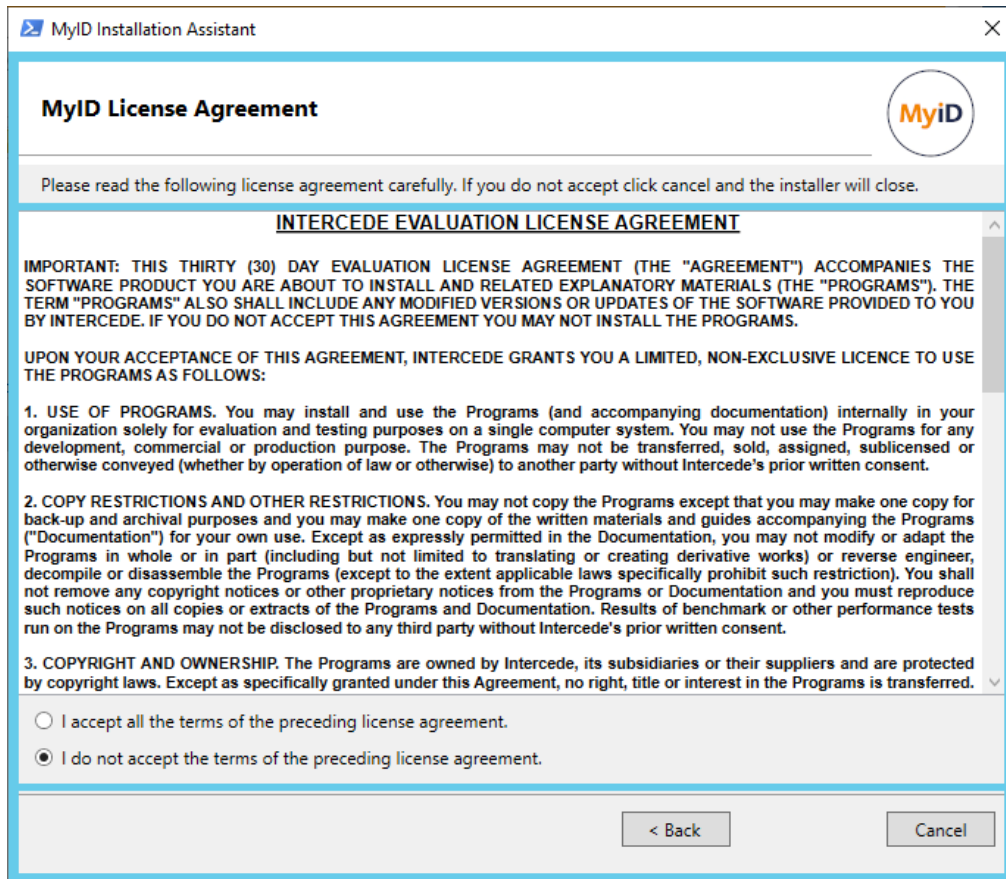 MyID Installation Assistant
MyID License Agreement
MyiD
Please read the following license agreement carefully. If you do not accept click cancel and the installer will close.
INTERCEDE EVALUATION LICENSE AGREEMENT
IMPORTANT: THIS THIRTY (30) DAY EVALUATION LICENSE AGREEMENT (THE "AGREEMENT") ACCOMPANIES THE
SOFTWARE PRODUCT YOU ARE ABOUT TO INSTALL AND RELATED EXPLANATORY MATERIALS (THE "PROGRAMS"). THE
TERM "PROGRAMS" ALSO SHALL INCLUDE ANY MODIFIED VERSIONS OR UPDATES OF THE SOFTWARE PROVIDED TO YOU
BY INTERCEDE. IF YOU DO NOT ACCEPT THIS AGREEMENT YOU MAY NOT INSTALL THE PROGRAMS.
UPON YOUR ACCEPTANCE OF THIS AGREEMENT, INTERCEDE GRANTS YOU A LIMITED, NON-EXCLUSIVE LICENCE TO USE
THE PROGRAMS AS FOLLOWS:
1. USE OF PROGRAMS. You may install and use the Programs (and accompanying documentation) internally in your
organization solely for evaluation and testing purposes on a single computer system. You may not use the Programs for any
development, commercial or production purpose. The Programs may not be transferred, sold, assigned, sublicensed or
otherwise conveyed (whether by operation of law or otherwise) to another party without Intercede's prior written consent.
2. COPY RESTRICTIONS AND OTHER RESTRICTIONS. You may not copy the Programs except that you may make one copy for
back-up and archival purposes and you may make one copy of the written materials and guides accompanying the Programs
("Documentation") for your own use. Except as expressly permitted in the Documentation, you may not modify or adapt the
Programs in whole or in part (including but not limited to translating or creating derivative works) or reverse engineer,
decompile or disassemble the Programs (except to the extent applicable laws specifically prohibit such restriction). You shall
not remove any copyright notices or other proprietary notices from the Programs or Documentation and you must reproduce
such notices on all copies or extracts of the Programs and Documentation. Results of benchmark or other performance tests
run on the Programs may not be disclosed to any third party without Intercede's prior written consent.
3. COPYRIGHT AND OWNERSHIP. The Programs are owned by Intercede, its subsidiaries or their suppliers and are protected
by copyright laws. Except as specifically granted under this Agreement, no right, title or interest in the Programs is transferred.
I accept all the terms of the preceding license agreement.
I do not accept the terms of the preceding license agreement.
< Back
Cancel